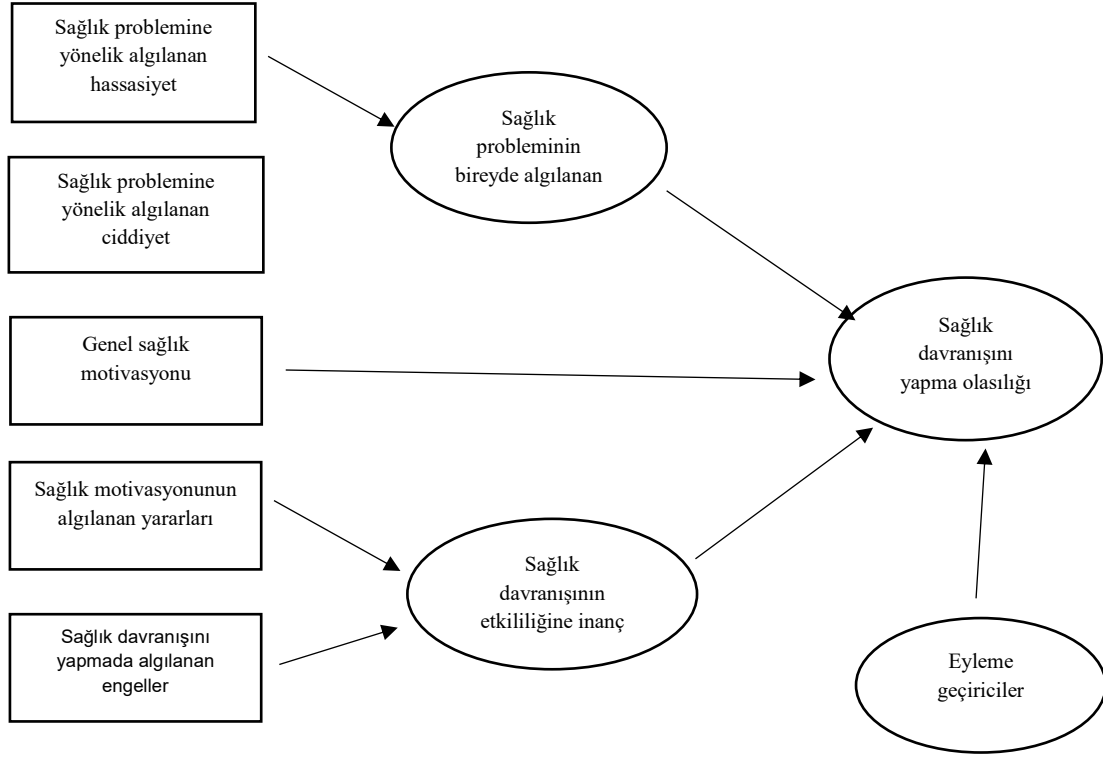 Sağlık problemine
yönelik algılanan
hassasiyet
Sağlık
probleminin
bireyde algılanan
Sağlık problemine
yönelik algılanan
ciddiyet
Genel sağlık
motivasyonu
Sağlık
davranışını
yapma olasılığı
Sağlık motivasyonunun
algılanan yararları
Sağlık
davranışının
etkililiğine inanç
Sağlık davranışını
yapmada algılanan
engeller
Eyleme
geçiriciler